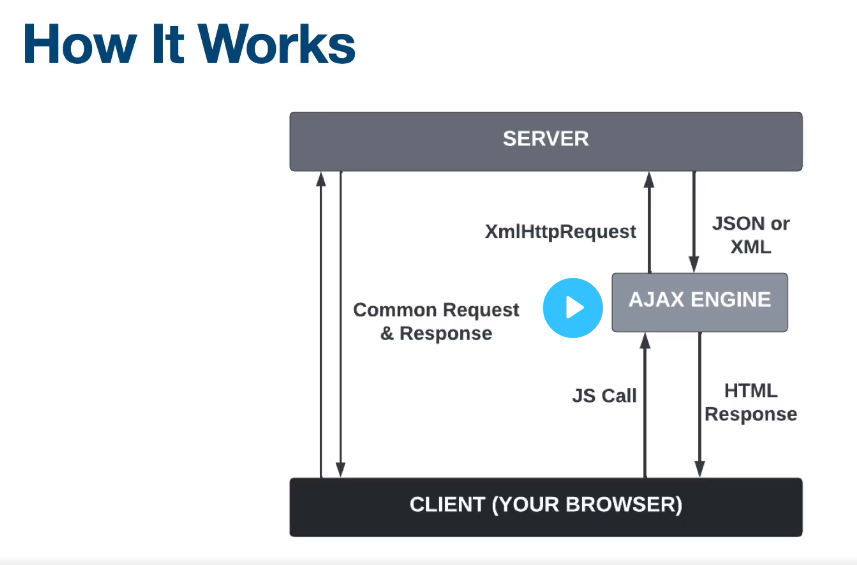 How It Works
SERVER
XmlHttpRequest
JSON or
XML
AJAX ENGINE
Common Request
& Response
JS Call
HTML
Response
CLIENT (YOUR BROWSER)